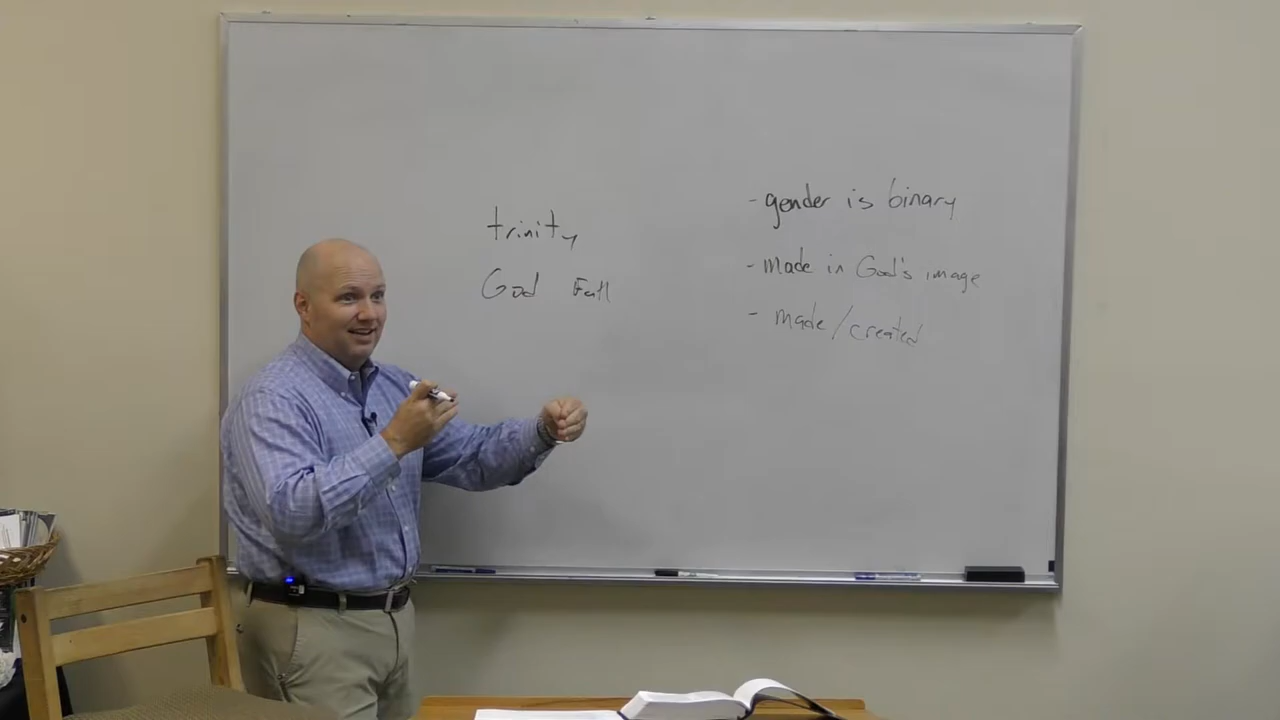 trinity
God Fall
- gender is binary
- made in God's image
- made/created